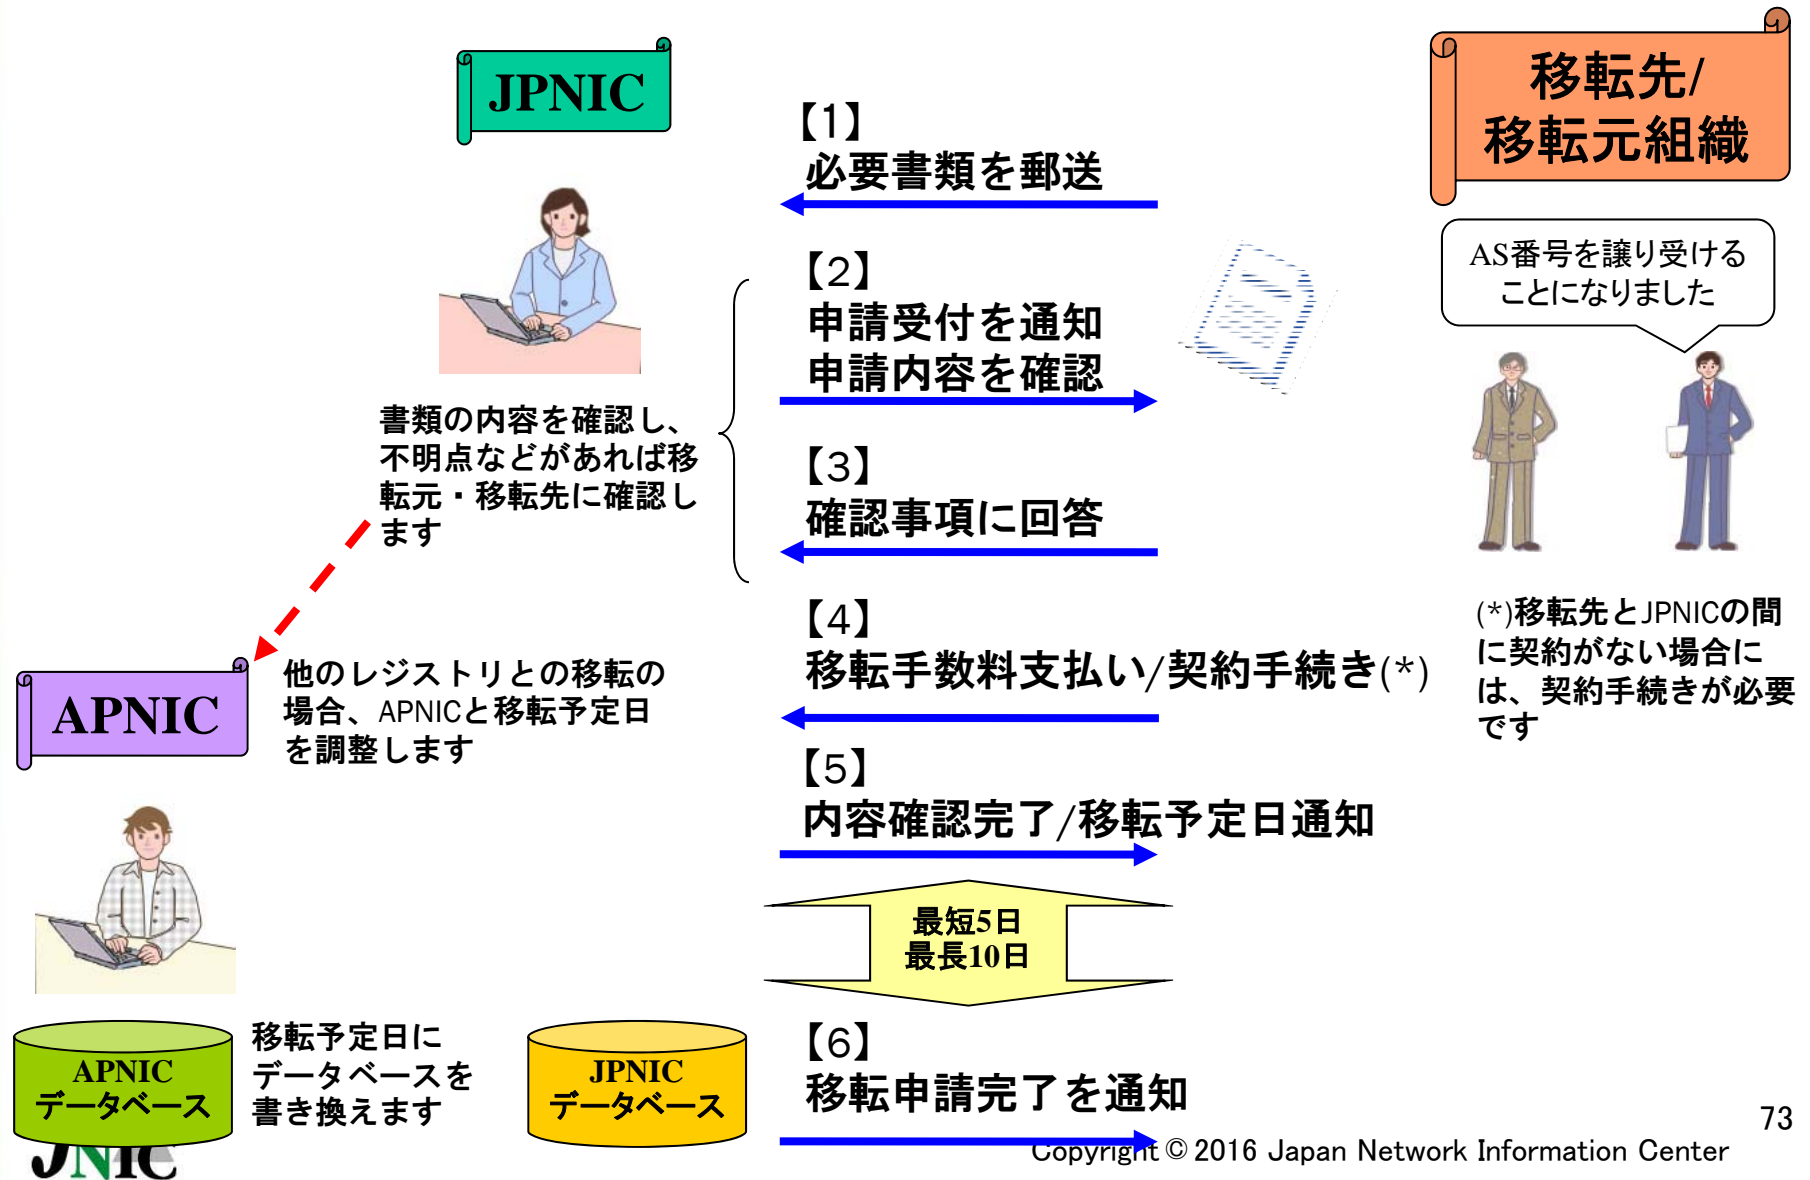 JPNIC
移転先/
移転元組織
【1】
必要書類を郵送
AS番号を譲り受ける
ことになりました
【2】
申請受付を通知
申請内容を確認
書類の内容を確認し、
不明点などがあれば移
転元・移転先に確認し
ます
【3】
確認事項に回答
【4】
移転手数料支払い/契約手続き(*)
(*)移転先とJPNICの間
に契約がない場合に
は、契約手続きが必要
です
APNIC
他のレジストリとの移転の
場合、APNICと移転予定日
を調整します
【5】
内容確認完了/移転予定日通知
最短5日
最長10日
APNIC
データベース
移転予定日に
データベースを
書き換えます
JPNIC
データベース
【6】
移転申請完了を通知
73
Copyright © 2016 Japan Network Information Center
JPNIC